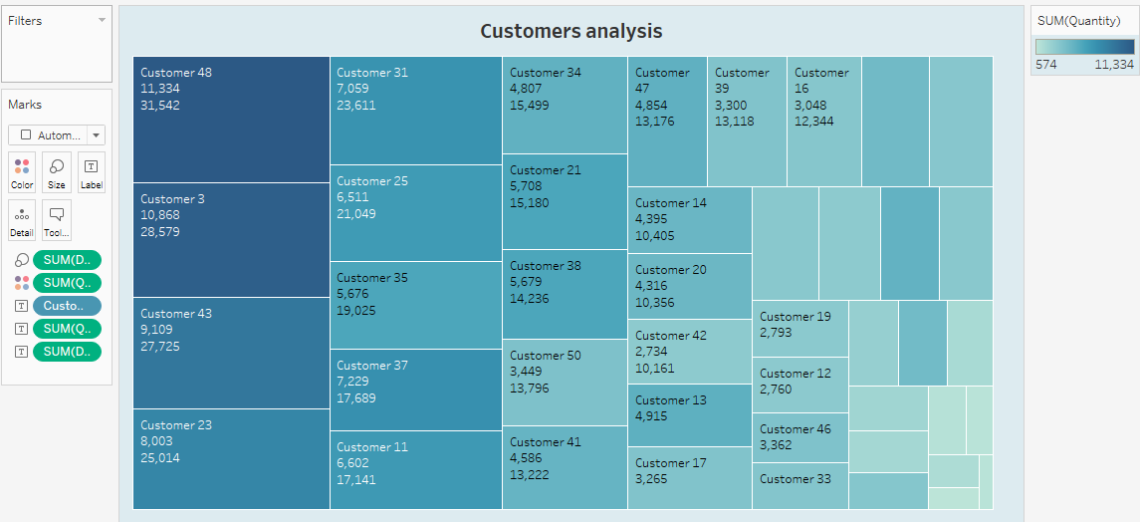 Filters
Marks
Autom...
Color
Size
Label
Detail
Tool...
SUM(D..
SUM(Q..
Custo..
SUM(Q..
SUM(D..
Customers analysis
Customer 48
11,334
31,542
Customer 3
10,868
28,579
Customer 43
9,109
27,725
Customer 23
8,003
25,014
Customer 31
7,059
23,611
Customer 25
6,511
21,049
Customer 35
5,676
19,025
Customer 37
7,229
17,689
Customer 11
6,602
17,141
Customer 34
4,807
15,499
Customer 21
5,708
15,180
Customer 38
5,679
14,236
Customer 50
3,449
13,796
Customer 41
4,586
13,222
Customer
47
4,854
13,176
Customer
39
3,300
13,118
Customer
16
3,048
12,344
Customer 14
4,395
10,405
Customer 20
4,316
10,356
Customer 42
2,734
10,161
Customer 13
4,915
Customer 17
3,265
Customer 19
2,793
Customer 12
2,760
Customer 46
3,362
Customer 33
SUM(Quantity)
574
11,334